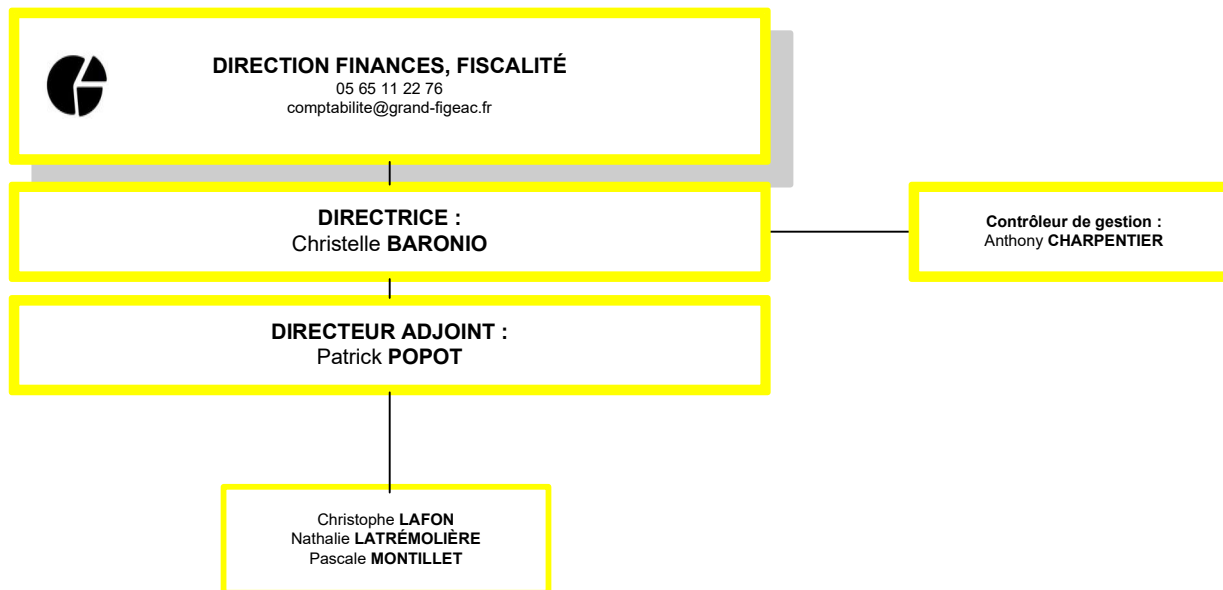 DIRECTION FINANCES, FISCALITÉ
05 65 11 22 76
comptabilite@grand-figeac.fr
DIRECTRICE :
Christelle BARONIO
Contrôleur de gestion :
Anthony CHARPENTIER
DIRECTEUR ADJOINT :
Patrick POPOT
Christophe LAFON
Nathalie LATRÉMOLIÈRE
Pascale MONTILLET